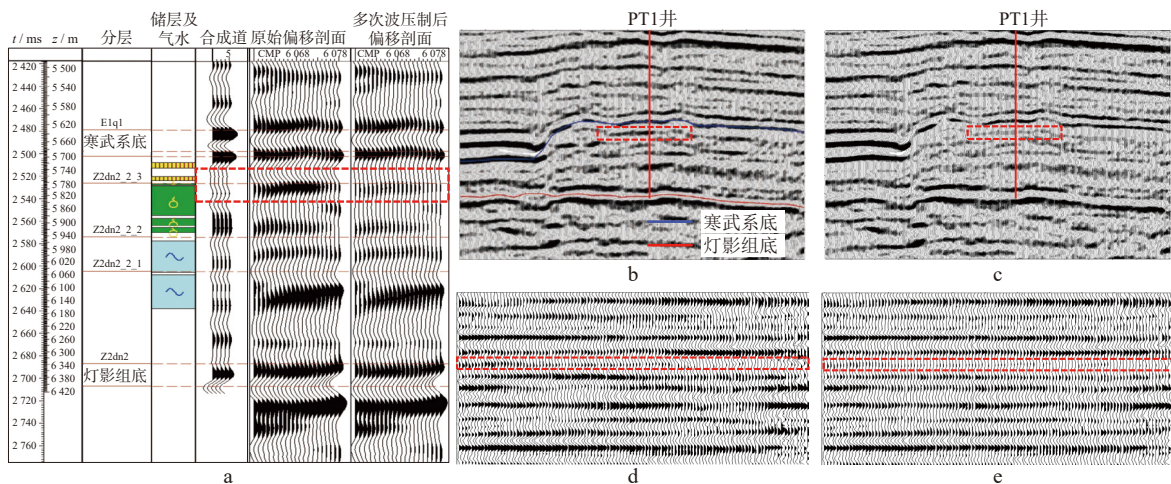 储层及
多次波压制后
t / ms z / m 分层 气水 合成道 原始偏移剖面 偏移剖面
5 CMP 6 068 6 078 CMP 6 068 6 078
2 420
2 440
2 460
2 480
2 500
2 520
2 540
2 560
2 580
2 600
2 620
2 640
2 660
2 680
2 700
2 720
2 740
2 760
5 500
5 540
5 580
5 620
5 660
5 700
5 740
5 780
5 820
5 860
5 900
5 940
5 980
6 020
6 060
6 100
6 140
6 180
6 220
6 260
6 300
6 340
6 380
6 420
E1q1
寒武系底
Z2dn2_2_3
Z2dn2_2_2
Z2dn2_2_1
Z2dn2
灯影组底
a
PT1井
寒武系底
灯影组底
b
PT1井
c
d
e